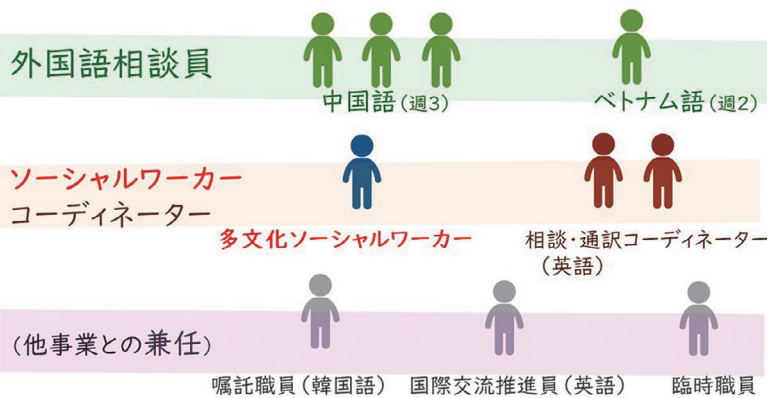 外国語相談員
中国語(週3)
ベトナム語(週2)
ソーシャルワーカー
コーディネーター
多文化ソーシャルワーカー
相談・通訳コーディネーター
(英語)
(他事業との兼任)
嘱託職員(韓国語)
国際交流推進員(英語)
臨時職員